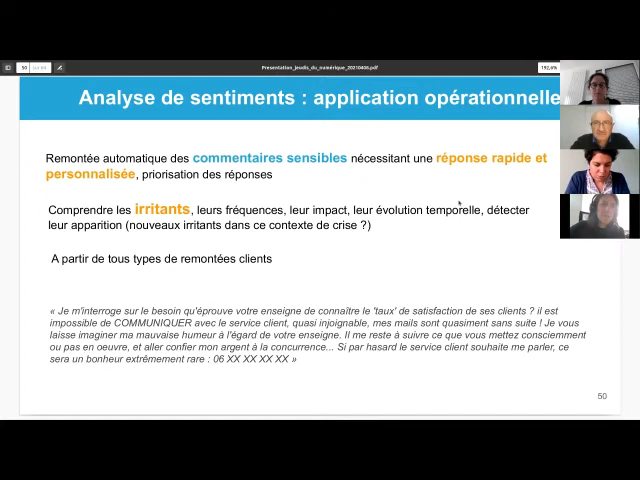 50 sur 60
Presentation_jeudis_du_numérique_20210408.pdf
192,6%
Analyse de sentiments : application opérationnelle
Remontée automatique des commentaires sensibles nécessitant une réponse rapide et
personnalisée, priorisation des réponses
Comprendre les irritants, leurs fréquences, leur impact, leur évolution temporelle, détecter
leur apparition (nouveaux irritants dans ce contexte de crise ?)
A partir de tous types de remontées clients
« Je m'interroge sur le besoin qu'éprouve votre enseigne de connaître le 'taux' de satisfaction de ses clients ? il est
impossible de COMMUNIQUER avec le service client, quasi injoignable, mes mails sont quasiment sans suite ! Je vous
laisse imaginer ma mauvaise humeur à l'égard de votre enseigne. Il me reste à suivre ce que vous mettez consciemment
ou pas en oeuvre, et aller confier mon argent à la concurrence... Si par hasard le service client souhaite me parler, ce
sera un bonheur extrêmement rare : 06 XX XX XX XX »
50